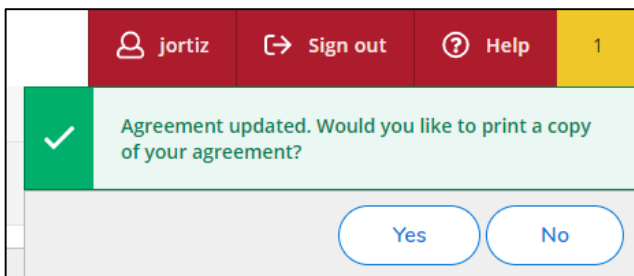 jortiz Sign out Help 1
Agreement updated. Would you like to print a copy
of your agreement?
Yes No